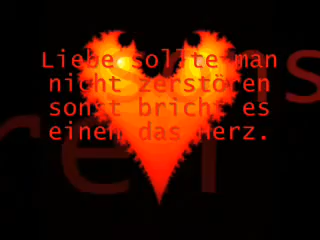 Liebe sollte man
nicht zerstören
sonst bricht es
einen das Herz.